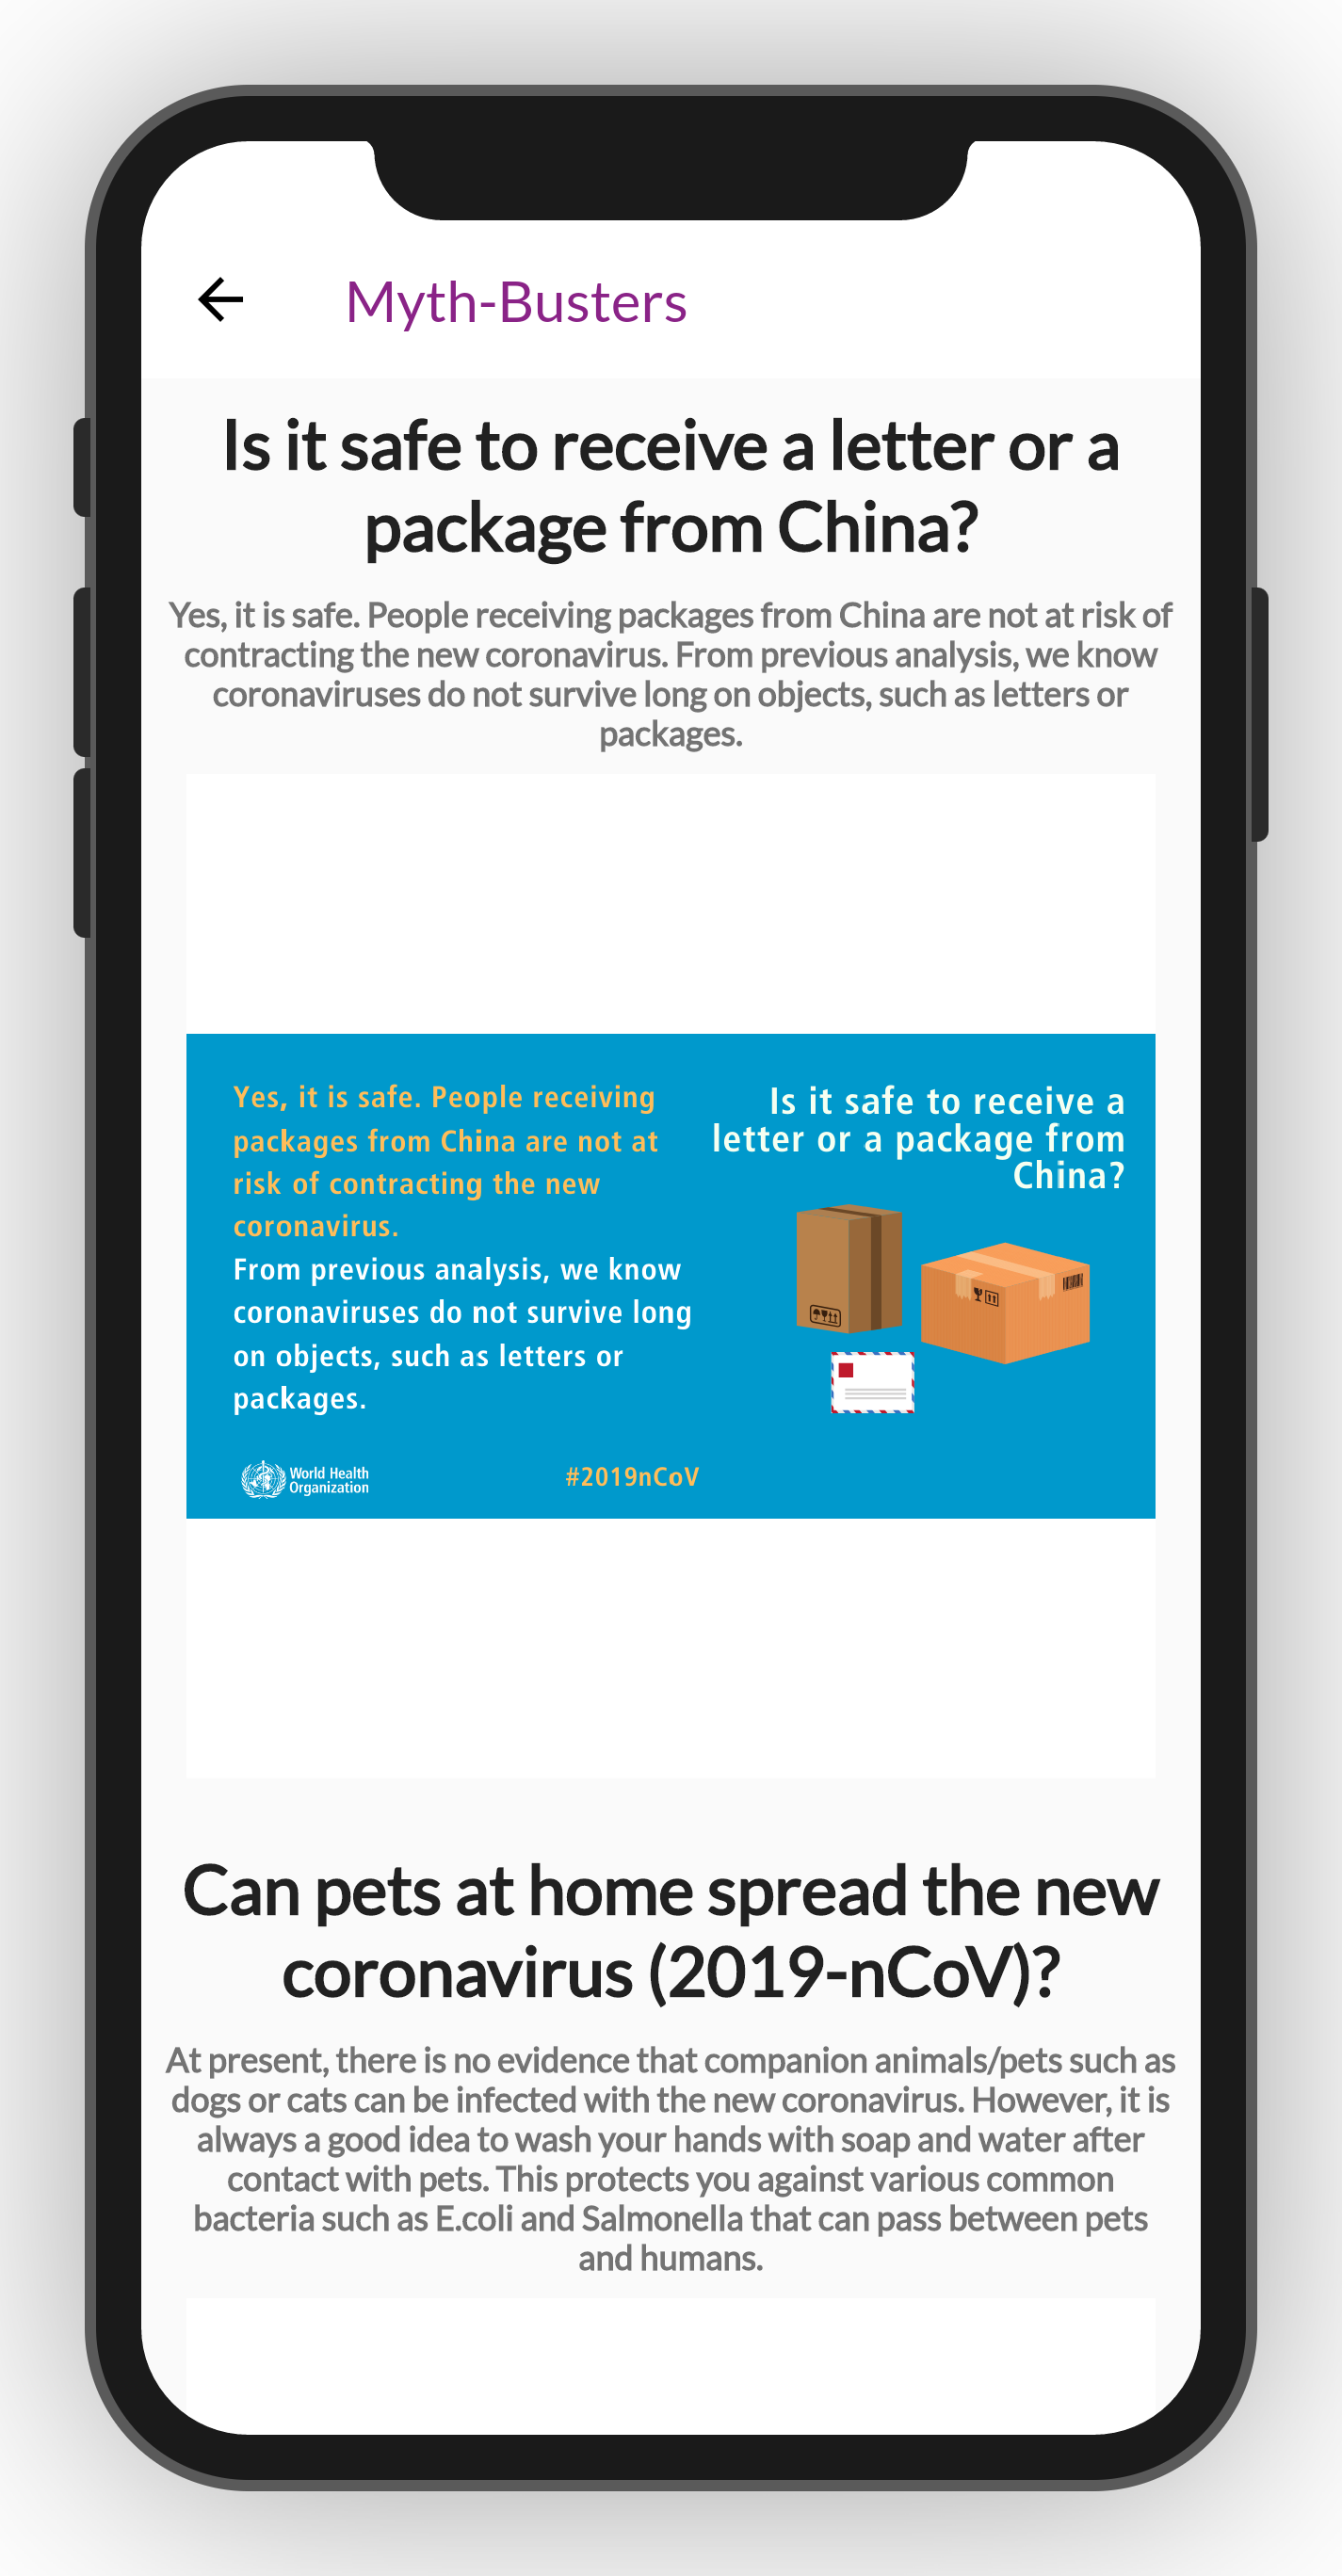 Myth-Busters
Is it safe to receive a letter or a
package from China?
Yes, it is safe. People receiving packages from China are not at risk of
contracting the new coronavirus. From previous analysis, we know
coronaviruses do not survive long on objects, such as letters or
packages.
Yes, it is safe. People receiving
packages from China are not at
risk of contracting the new
coronavirus.
From previous analysis, we know
coronaviruses do not survive long
on objects, such as letters or
packages.
Is it safe to receive a
letter or a package from
China?
World Health
Organization
#2019nCoV
Can pets at home spread the new
coronavirus (2019-nCoV)?
At present, there is no evidence that companion animals/pets such as
dogs or cats can be infected with the new coronavirus. However, it is
always a good idea to wash your hands with soap and water after
contact with pets. This protects you against various common
bacteria such as E.coli and Salmonella that can pass between pets
and humans.